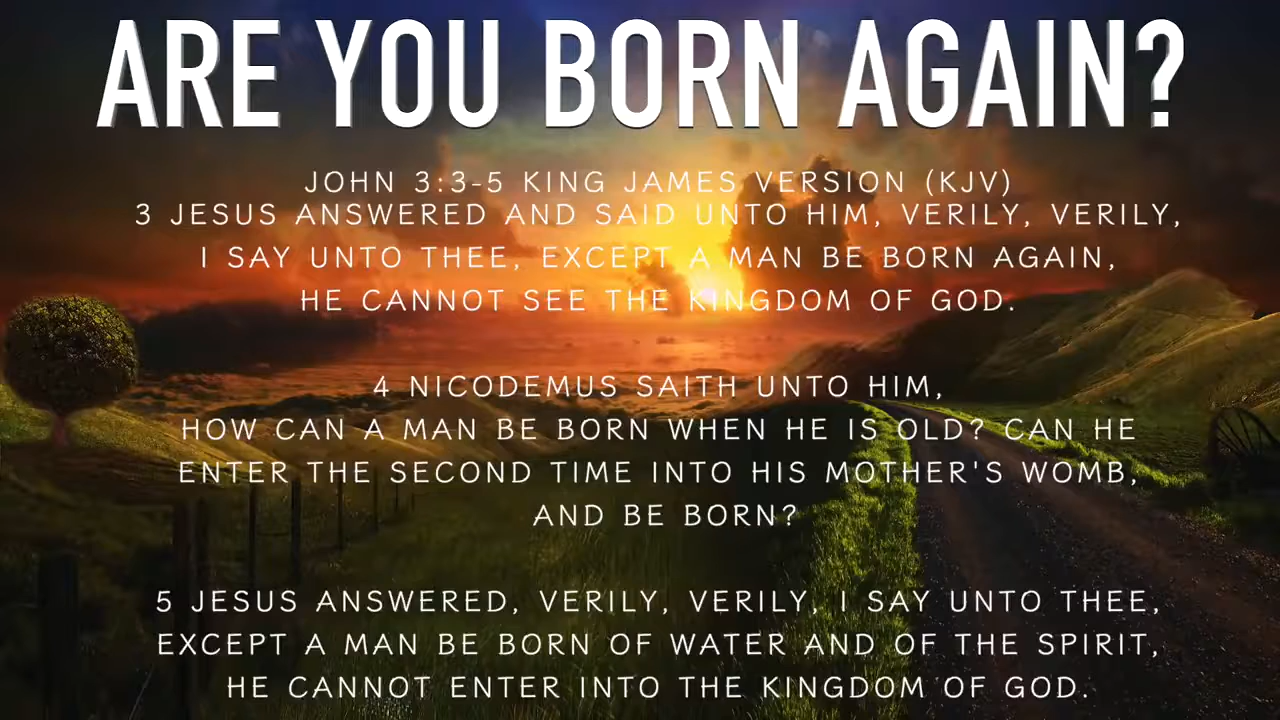 ARE YOU BORN AGAIN?
JOHN 3:3-5 KING JAMES VERSION (KJV)
3 JESUS ANSWERED AND SAID UNTO HIM, VERILY, VERILY,
I SAY UNTO THEE, EXCEPT A MAN BE BORN AGAIN,
HE CANNOT SEE THE KINGDOM OF GOD.
4 NICODEMUS SAITH UNTO HIM,
HOW CAN A MAN BE BORN WHEN HE IS OLD? CAN HE
ENTER THE SECOND TIME INTO HIS MOTHER'S WOMB,
AND BE BORN?
5 JESUS ANSWERED, VERILY, VERILY, I SAY UNTO THEE,
EXCEPT A MAN BE BORN OF WATER AND OF THE SPIRIT,
HE CANNOT ENTER INTO THE KINGDOM OF GOD.